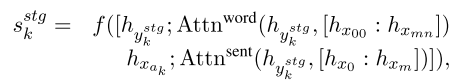 s_k^{stg} = f([h_{y_k^{stg}}; Attn^{word}(h_{y_k^{stg}}, [h_{x_{00}} : h_{x_{mn}}])
h_{x_{a_k}}; Attn^{sent}(h_{y_k^{stg}}, [h_{x_0} : h_{x_m})]),